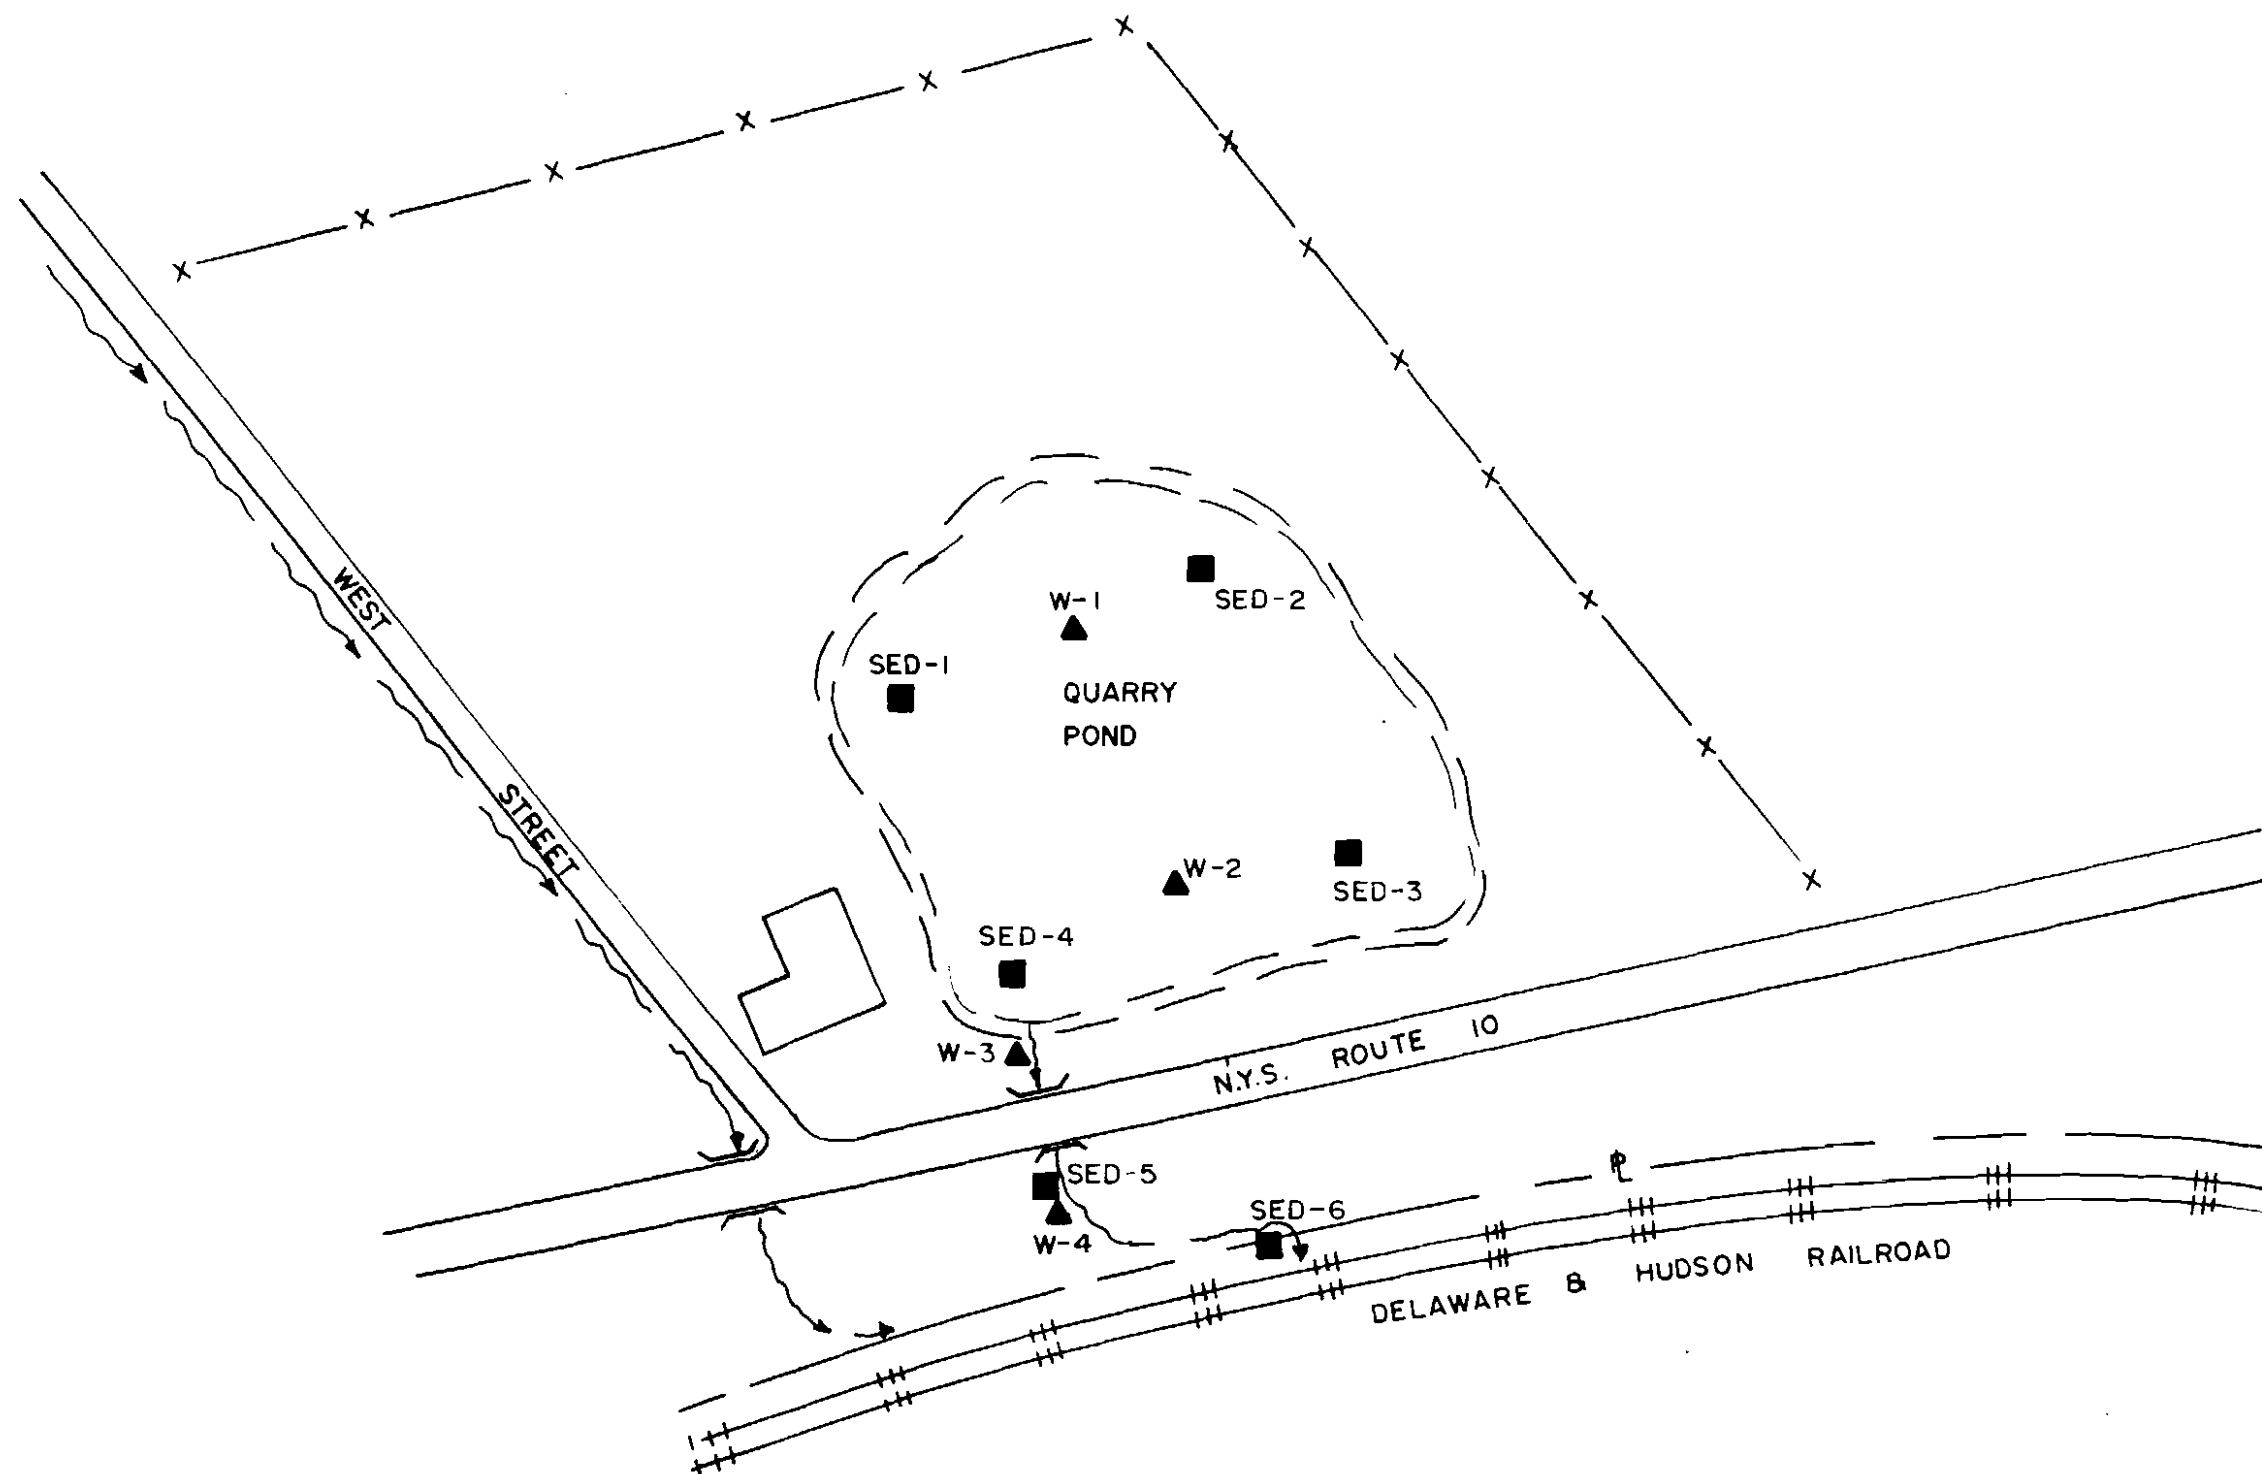 WEST STREET
W-1
SED-2
SED-1
QUARRY
POND
W-2
SED-3
SED-4
W-3
N.Y.S. ROUTE 10
SED-5
W-4
SED-6
PL
DELAWARE & HUDSON RAILROAD